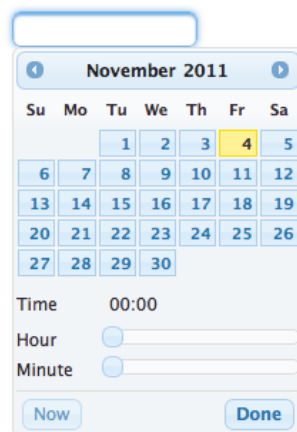 November 2011
Su Mo Tu We Th Fr Sa
1 2 3 4 5
6 7 8 9 10 11 12
13 14 15 16 17 18 19
20 21 22 23 24 25 26
27 28 29 30
Time 00:00
Hour
Minute
Now Done